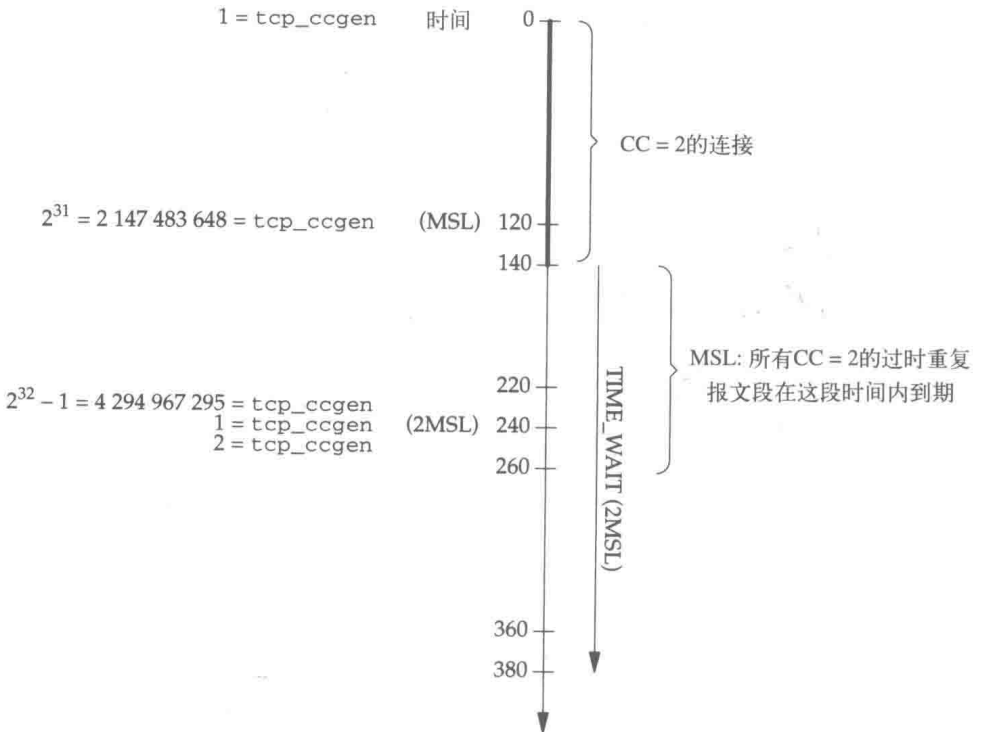 1 = tcp_ccgen 时间 0
CC = 2的连接
2^31 = 2 147 483 648 = tcp_ccgen (MSL) 120
140
MSL: 所有CC = 2的过时重复
报文段在这段时间内到期
220
2^32 – 1 = 4 294 967 295 = tcp_ccgen
1 = tcp_ccgen (2MSL) 240
2 = tcp_ccgen
260
TIME_WAIT (2MSL)
360
380